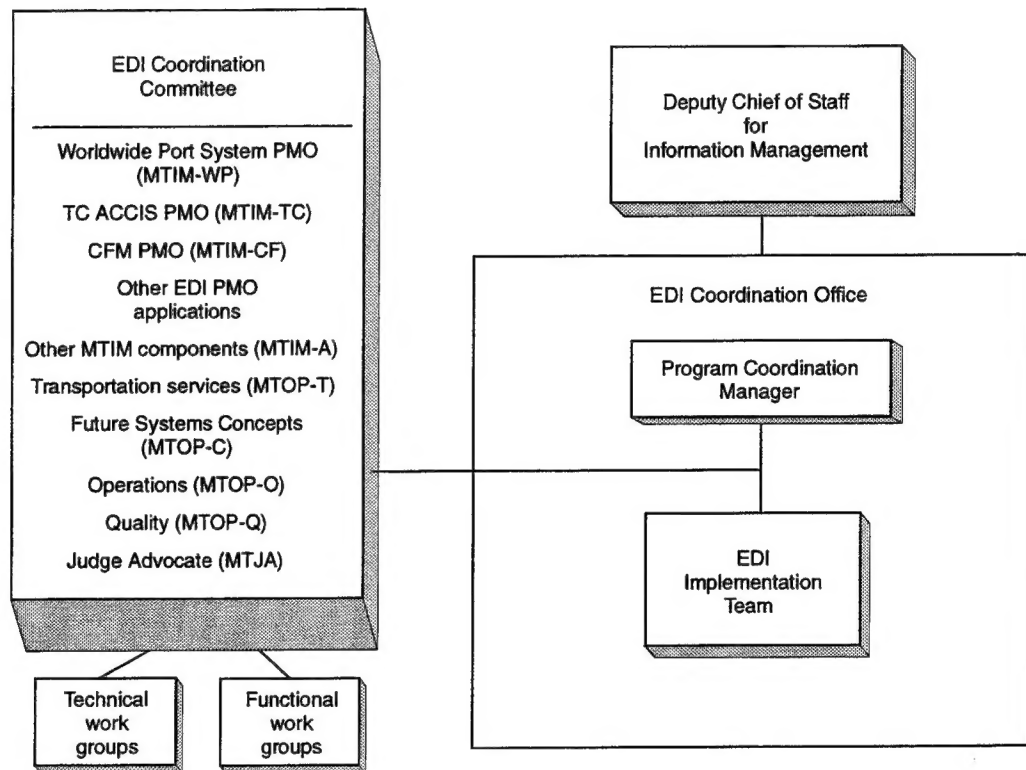 EDI Coordination
Committee
Worldwide Port System PMO
(MTIM-WP)
TC ACCIS PMO (MTIM-TC)
CFM PMO (MTIM-CF)
Other EDI PMO
applications
Other MTIM components (MTIM-A)
Transportation services (MTOP-T)
Future Systems Concepts
(MTOP-C)
Operations (MTOP-O)
Quality (MTOP-Q)
Judge Advocate (MTJA)
Technical
work
groups
Functional
work
groups
Deputy Chief of Staff
for
Information Management
EDI Coordination Office
Program Coordination
Manager
EDI
Implementation
Team